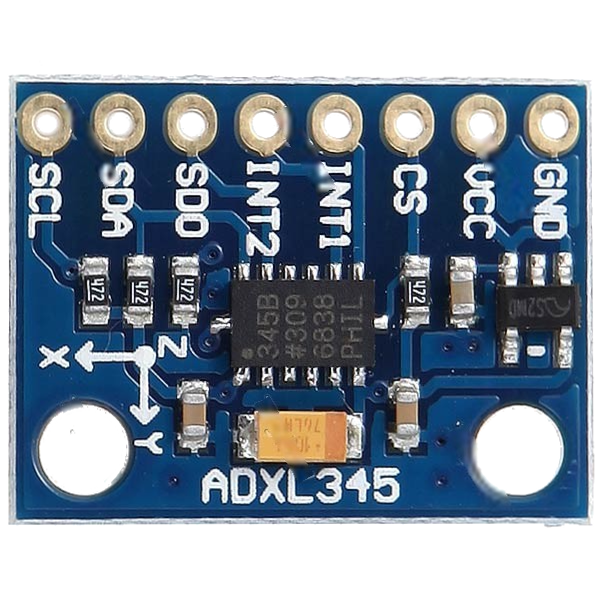 SCL
SDA
SDO
INT2
INT1
CS
VCC
GND
472
472
472
345B
#309
6838
PHIL
472
X
Z
Y
ADXL345